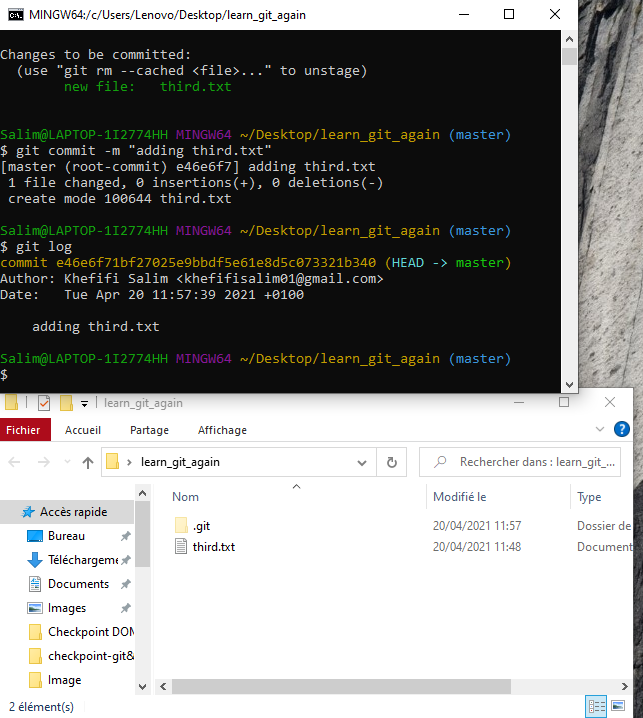 MINGW64:/c/Users/Lenovo/Desktop/learn_git_again
Changes to be committed:
(use "git rm --cached <file>..." to unstage)
new file:   third.txt
Salim@LAPTOP-1I2774HH MINGW64 ~/Desktop/learn_git_again (master)
$ git commit -m "adding third.txt"
[master (root-commit) e46e6f7] adding third.txt
1 file changed, 0 insertions(+), 0 deletions(-)
create mode 100644 third.txt
Salim@LAPTOP-1I2774HH MINGW64 ~/Desktop/learn_git_again (master)
$ git log
commit e46e6f71bf27025e9bbdf5e61e8d5c073321b340 (HEAD -> master)
Author: Khefifi Salim <khefifisalim01@gmail.com>
Date:   Tue Apr 20 11:57:39 2021 +0100
adding third.txt
Salim@LAPTOP-1I2774HH MINGW64 ~/Desktop/learn_git_again (master)
$
learn_git_again
Fichier Accueil Partage Affichage
learn_git_again Rechercher dans : learn_git_...
Nom Modifié le Type
Accès rapide
Bureau
Téléchargeme
Documents
Images
Checkpoint DOM
checkpoint-git&
Image
.git 20/04/2021 11:57 Dossier de
third.txt 20/04/2021 11:48 Document
2 élément(s)